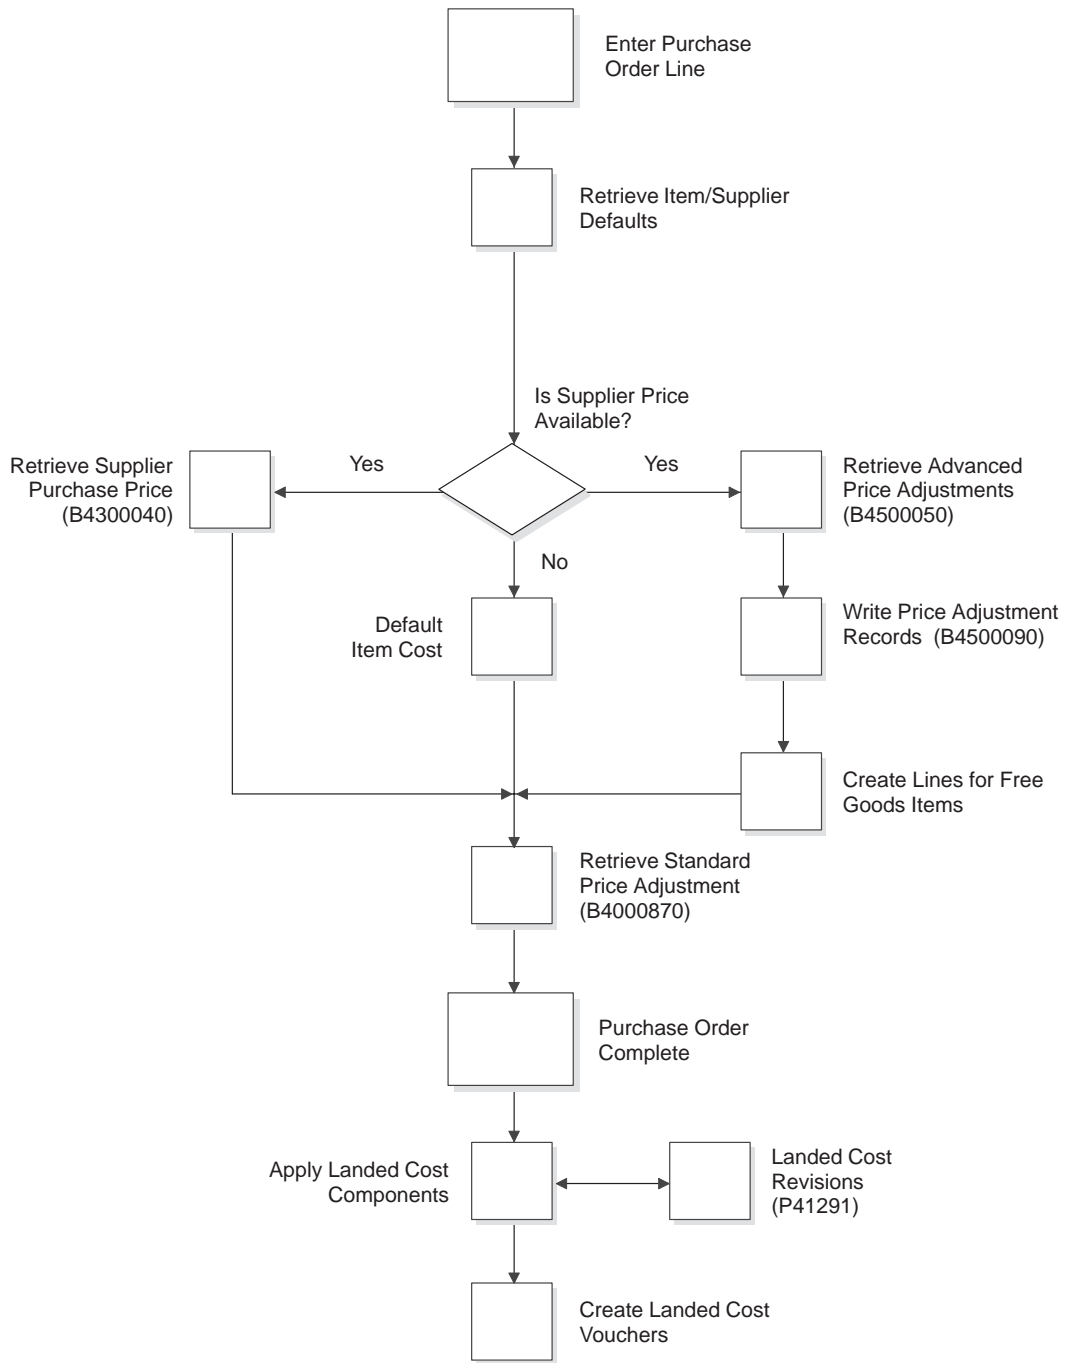 Enter Purchase
Order Line
Retrieve Item/Supplier
Defaults
Is Supplier Price
Available?
Retrieve Supplier
Purchase Price
(B4300040)
Yes
Yes
Retrieve Advanced
Price Adjustments
(B4500050)
No
Default
Item Cost
Write Price Adjustment
Records (B4500090)
Create Lines for Free
Goods Items
Retrieve Standard
Price Adjustment
(B4000870)
Purchase Order
Complete
Apply Landed Cost
Components
Landed Cost
Revisions
(P41291)
Create Landed Cost
Vouchers